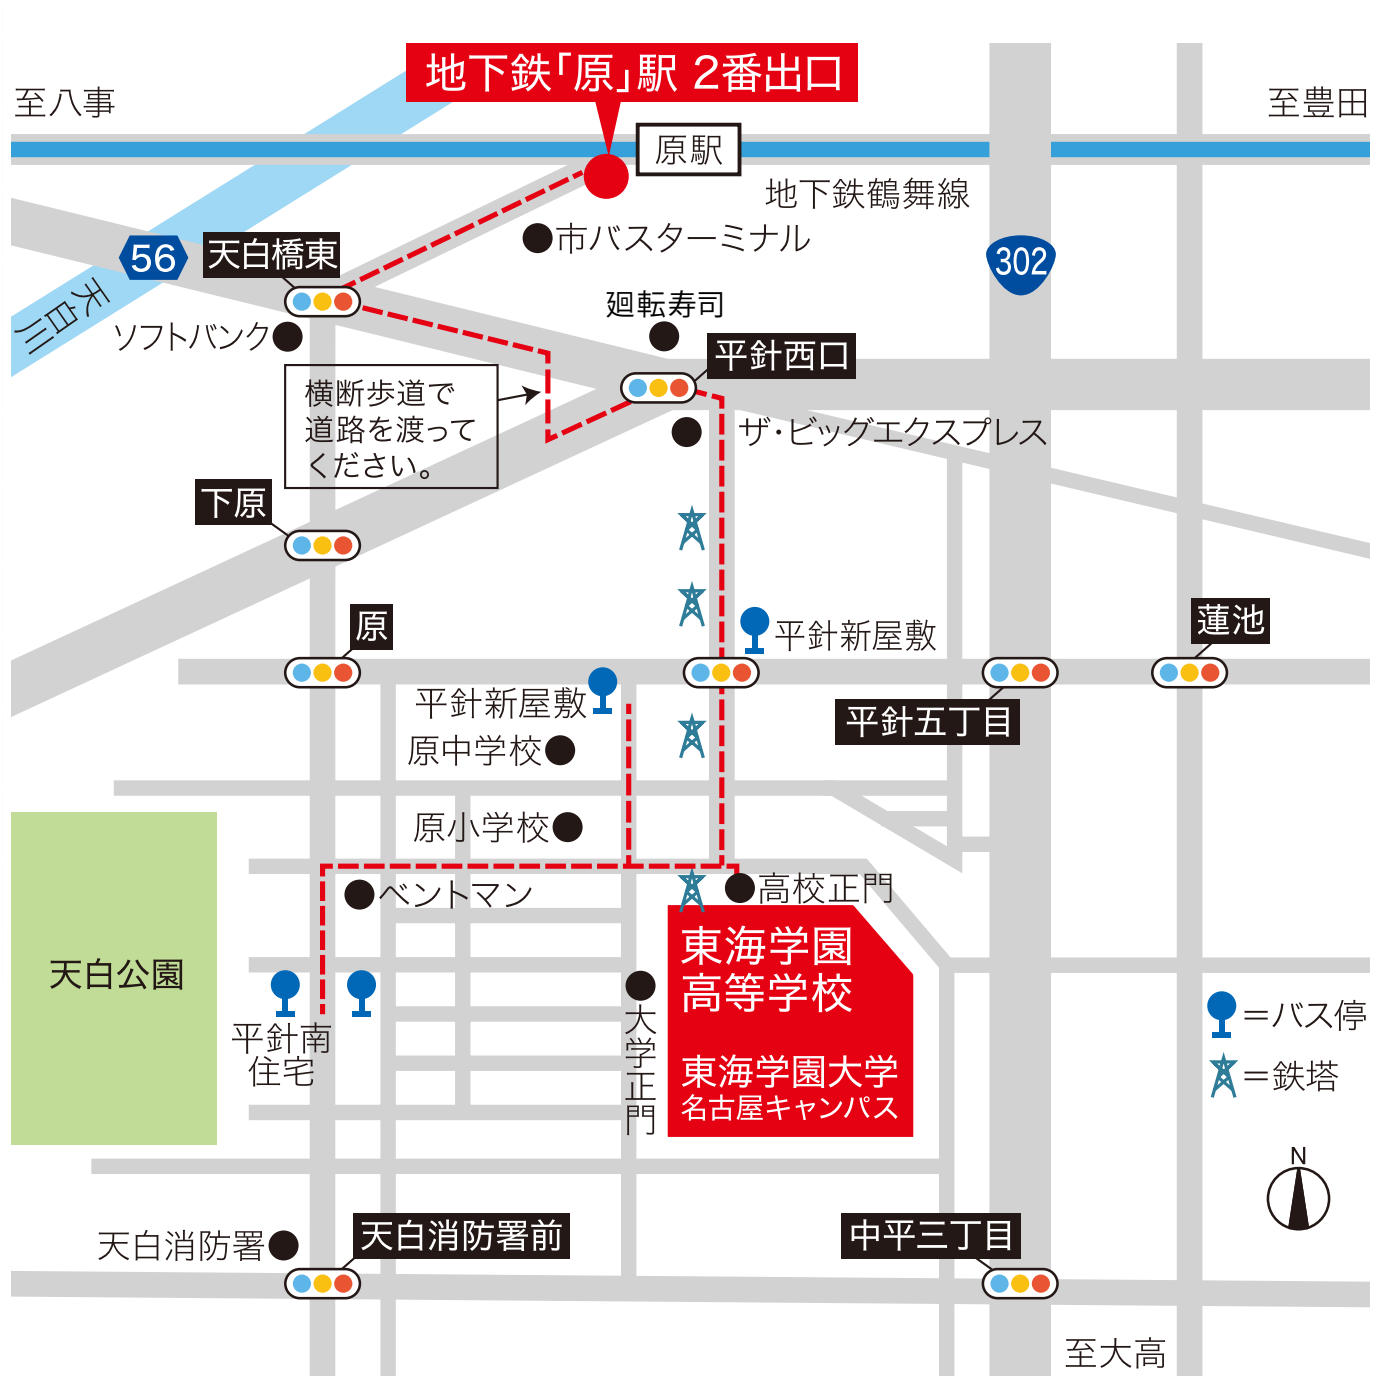 地下鉄「原」駅 2番出口
至八事
至豊田
原駅
地下鉄鶴舞線
市バスターミナル
56
天白橋東
302
天白川
ソフトバンク
廻転寿司
平針西口
横断歩道で
道路を渡って
ください。
ザ・ビッグエクスプレス
下原
原
平針新屋敷
蓮池
平針新屋敷
平針五丁目
原中学校
原小学校
ベントマン
高校正門
東海学園
高等学校
天白公園
大学正門
東海学園大学
名古屋キャンパス
平針南
住宅
=バス停
=鉄塔
N
天白消防署
天白消防署前
中平三丁目
至大高